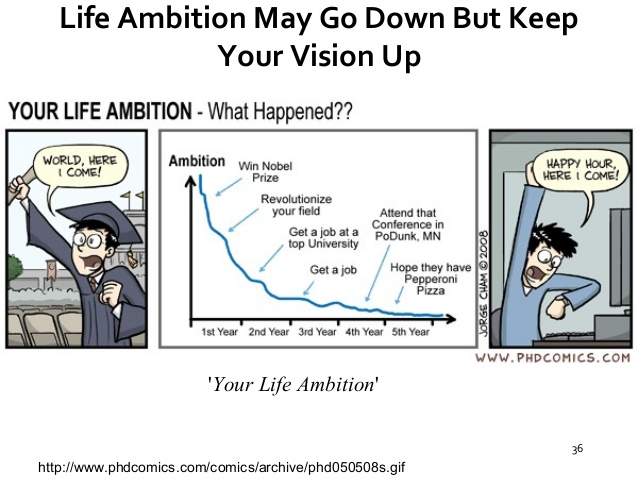 Life Ambition May Go Down But Keep
Your Vision Up
YOUR LIFE AMBITION - What Happened??
WORLD, HERE
I COME!
Ambition
Win Nobel
Prize
Revolutionize
your field
Get a job at a
top University
Get a job
Attend that
Conference in
PoDunk, MN
Hope they have
Pepperoni
Pizza
1st Year
2nd Year
3rd Year
4th Year
5th Year
JORGE CHAM © 2008
HAPPY HOUR,
HERE I COME!
WWW.PHDCOMICS.COM
'Your Life Ambition'
36
http://www.phdcomics.com/comics/archive/phd050508s.gif